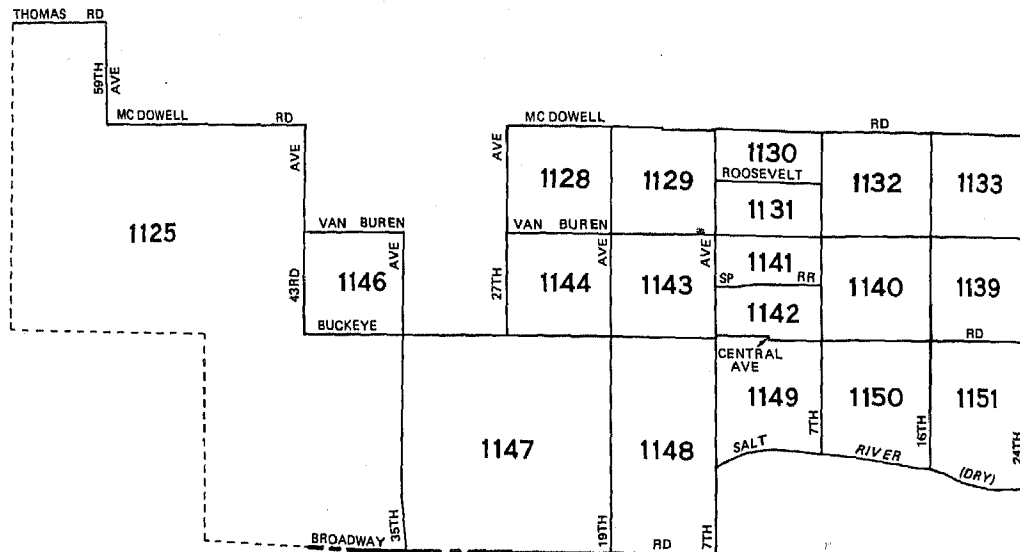 THOMAS RD
59TH AVE
MC DOWELL RD
MC DOWELL RD
AVE
AVE
1130
ROOSEVELT
1128
1129
1132
1133
1131
VAN BUREN
VAN BUREN
1125
43RD
1146
AVE
27TH
1144
AVE
1143
AVE
1141
SP RR
1140
1139
1142
BUCKEYE RD
CENTRAL AVE
1149
7TH
1150
16TH
1151
24TH
1147
1148
SALT RIVER (DRY)
35TH
19TH
7TH
BROADWAY RD